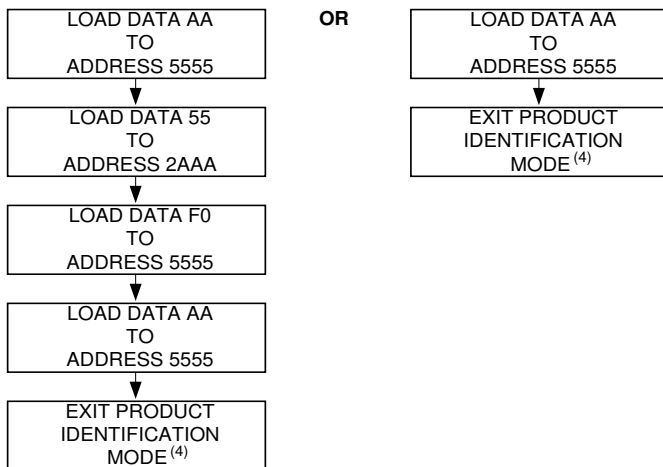 LOAD DATA AA
TO
ADDRESS 5555
LOAD DATA 55
TO
ADDRESS 2AAA
LOAD DATA F0
TO
ADDRESS 5555
LOAD DATA AA
TO
ADDRESS 5555
EXIT PRODUCT
IDENTIFICATION
MODE (4)
OR
LOAD DATA AA
TO
ADDRESS 5555
EXIT PRODUCT
IDENTIFICATION
MODE (4)